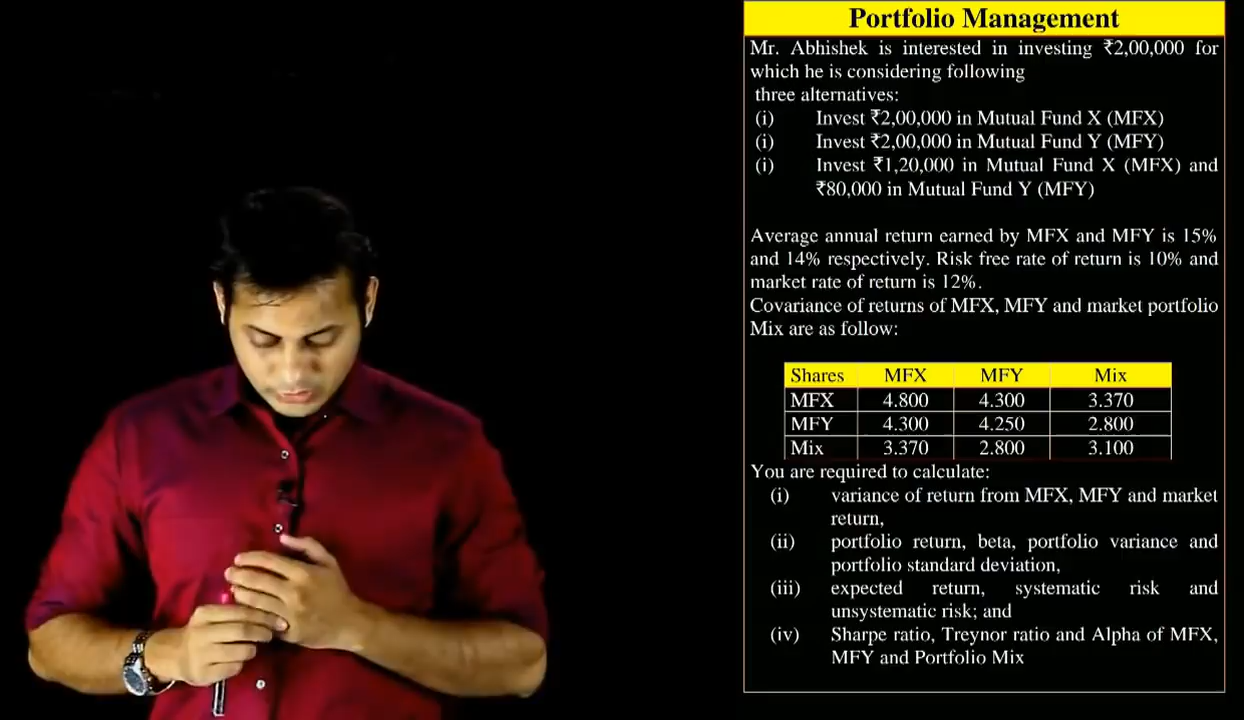 Portfolio Management
Mr. Abhishek is interested in investing ₹2,00,000 for
which he is considering following
three alternatives:
(i) Invest ₹2,00,000 in Mutual Fund X (MFX)
(i) Invest ₹2,00,000 in Mutual Fund Y (MFY)
(i) Invest ₹1,20,000 in Mutual Fund X (MFX) and
₹80,000 in Mutual Fund Y (MFY)
Average annual return earned by MFX and MFY is 15%
and 14% respectively. Risk free rate of return is 10% and
market rate of return is 12%.
Covariance of returns of MFX, MFY and market portfolio
Mix are as follow:
Shares MFX MFY Mix
MFX 4.800 4.300 3.370
MFY 4.300 4.250 2.800
Mix 3.370 2.800 3.100
You are required to calculate:
(i) variance of return from MFX, MFY and market
return,
(ii) portfolio return, beta, portfolio variance and
portfolio standard deviation,
(iii) expected return, systematic risk and
unsystematic risk; and
(iv) Sharpe ratio, Treynor ratio and Alpha of MFX,
MFY and Portfolio Mix